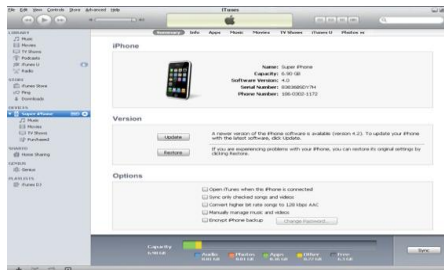 File Edit View Controls Store Advanced Help
iTunes
LIBRARY
Music
Movies
TV Shows
Podcasts
iTunes U
Radio
STORE
iTunes Store
Ping
Downloads
DEVICES
Super iPhone
Music
Movies
TV Shows
Purchased
SHARED
Home Sharing
GENIUS
Genius
PLAYLISTS
iTunes DJ
Summary Info Apps Music Movies TV Shows iTunes U Photos
iPhone
Name: Super iPhone
Software Version: 4.0
Version
Update
A newer version of the iPhone software is available (version 4.2). To update your iPhone
with the latest software, click Update.
Restore
If you are experiencing problems with your iPhone, you can restore its original settings by
clicking Restore.
Options
Open iTunes when this iPhone is connected
Sync only checked songs and videos
Convert higher bit rate songs to 128 kbps AAC
Manually manage music and videos
Encrypt iPhone backup Change Password...
Capacity
Audio Photos Apps Other Free
Sync